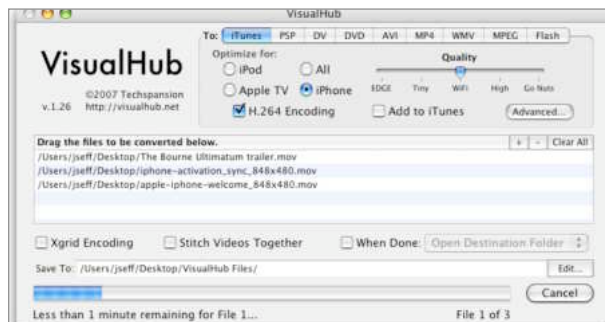 VisualHub
To: iTunes PSP DV DVD AVI MP4 WMV MPEG Flash
Optimize for:
iPod All
Apple TV iPhone
H.264 Encoding
Quality
EDGE Tiny WiFi High Go Nuts
Add to iTunes Advanced...
VisualHub
©2007 Techspansion
v.1.26 http://visualhub.net
Drag the files to be converted below. + - Clear All
/Users/jseff/Desktop/The Bourne Ultimatum trailer.mov
/Users/jseff/Desktop/iphone-activation_sync_848x480.mov
/Users/jseff/Desktop/apple-iphone-welcome_848x480.mov
Xgrid Encoding Stitch Videos Together When Done: Open Destination Folder
Save To: /Users/jseff/Desktop/VisualHub Files/ Edit...
Cancel
Less than 1 minute remaining for File 1... File 1 of 3